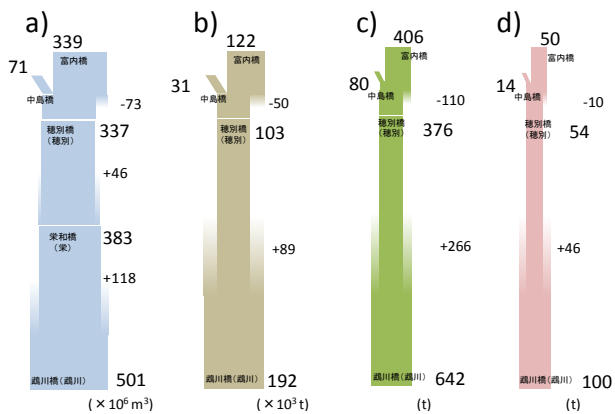 a)
339
富内橋
71
中島橋
-73
337
穂別橋
(穂別)
+46
383
栄和橋
(栄)
+118
鵡川橋(鵡川)
501
(×10⁶ m³)
b)
122
富内橋
31
中島橋
-50
穂別橋
(穂別)
103
+89
鵡川橋(鵡川)
192
(×10³ t)
c)
406
富内橋
80
中島橋
-110
穂別橋
(穂別)
376
+266
鵡川橋(鵡川)
642
(t)
d)
50
富内橋
14
中島橋
-10
穂別橋
(穂別)
54
+46
鵡川橋(鵡川)
100
(t)